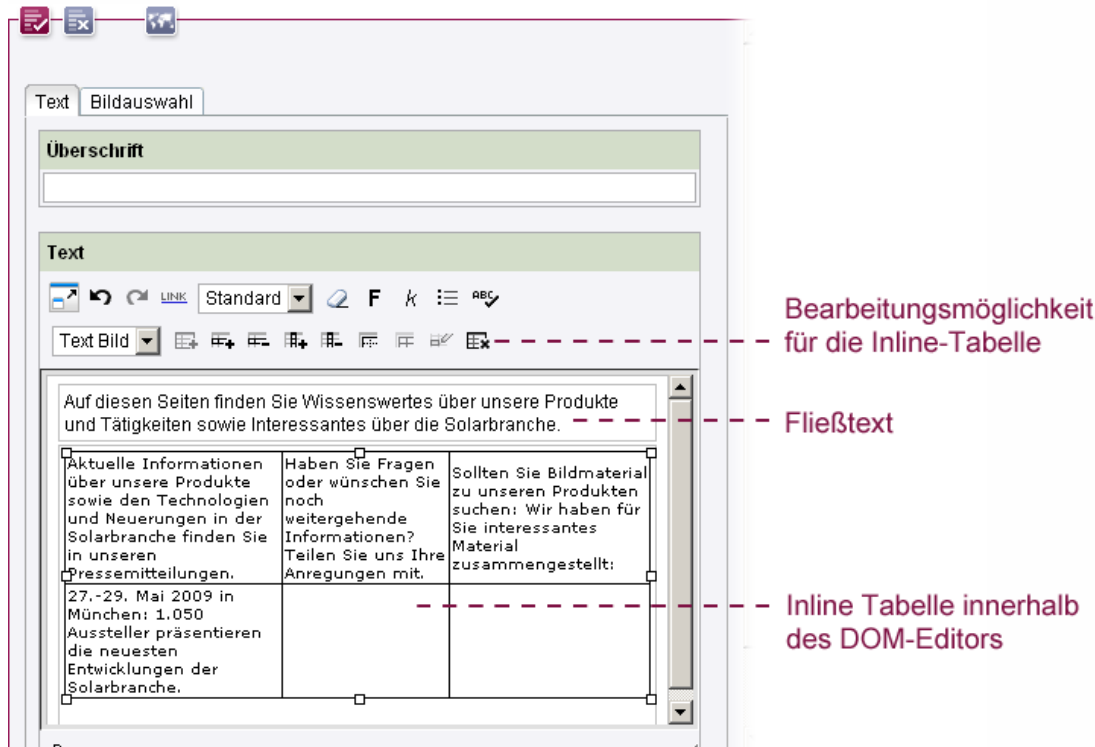 Text Bildauswahl
Überschrift
Text
LINK Standard F k ABC
Text Bild
Bearbeitungsmöglichkeit
für die Inline-Tabelle
Auf diesen Seiten finden Sie Wissenswertes über unsere Produkte
und Tätigkeiten sowie Interessantes über die Solarbranche.
Fließtext
Aktuelle Informationen
über unsere Produkte
sowie den Technologien
und Neuerungen in der
Solarbranche finden Sie
in unseren
Pressemitteilungen.
Haben Sie Fragen
oder wünschen Sie
noch
weitergehende
Informationen?
Teilen Sie uns Ihre
Anregungen mit.
Sollten Sie Bildmaterial
zu unseren Produkten
suchen: Wir haben für
Sie interessantes
Material
zusammengestellt:
27.-29. Mai 2009 in
München: 1.050
Aussteller präsentieren
die neuesten
Entwicklungen der
Solarbranche.
Inline Tabelle innerhalb
des DOM-Editors